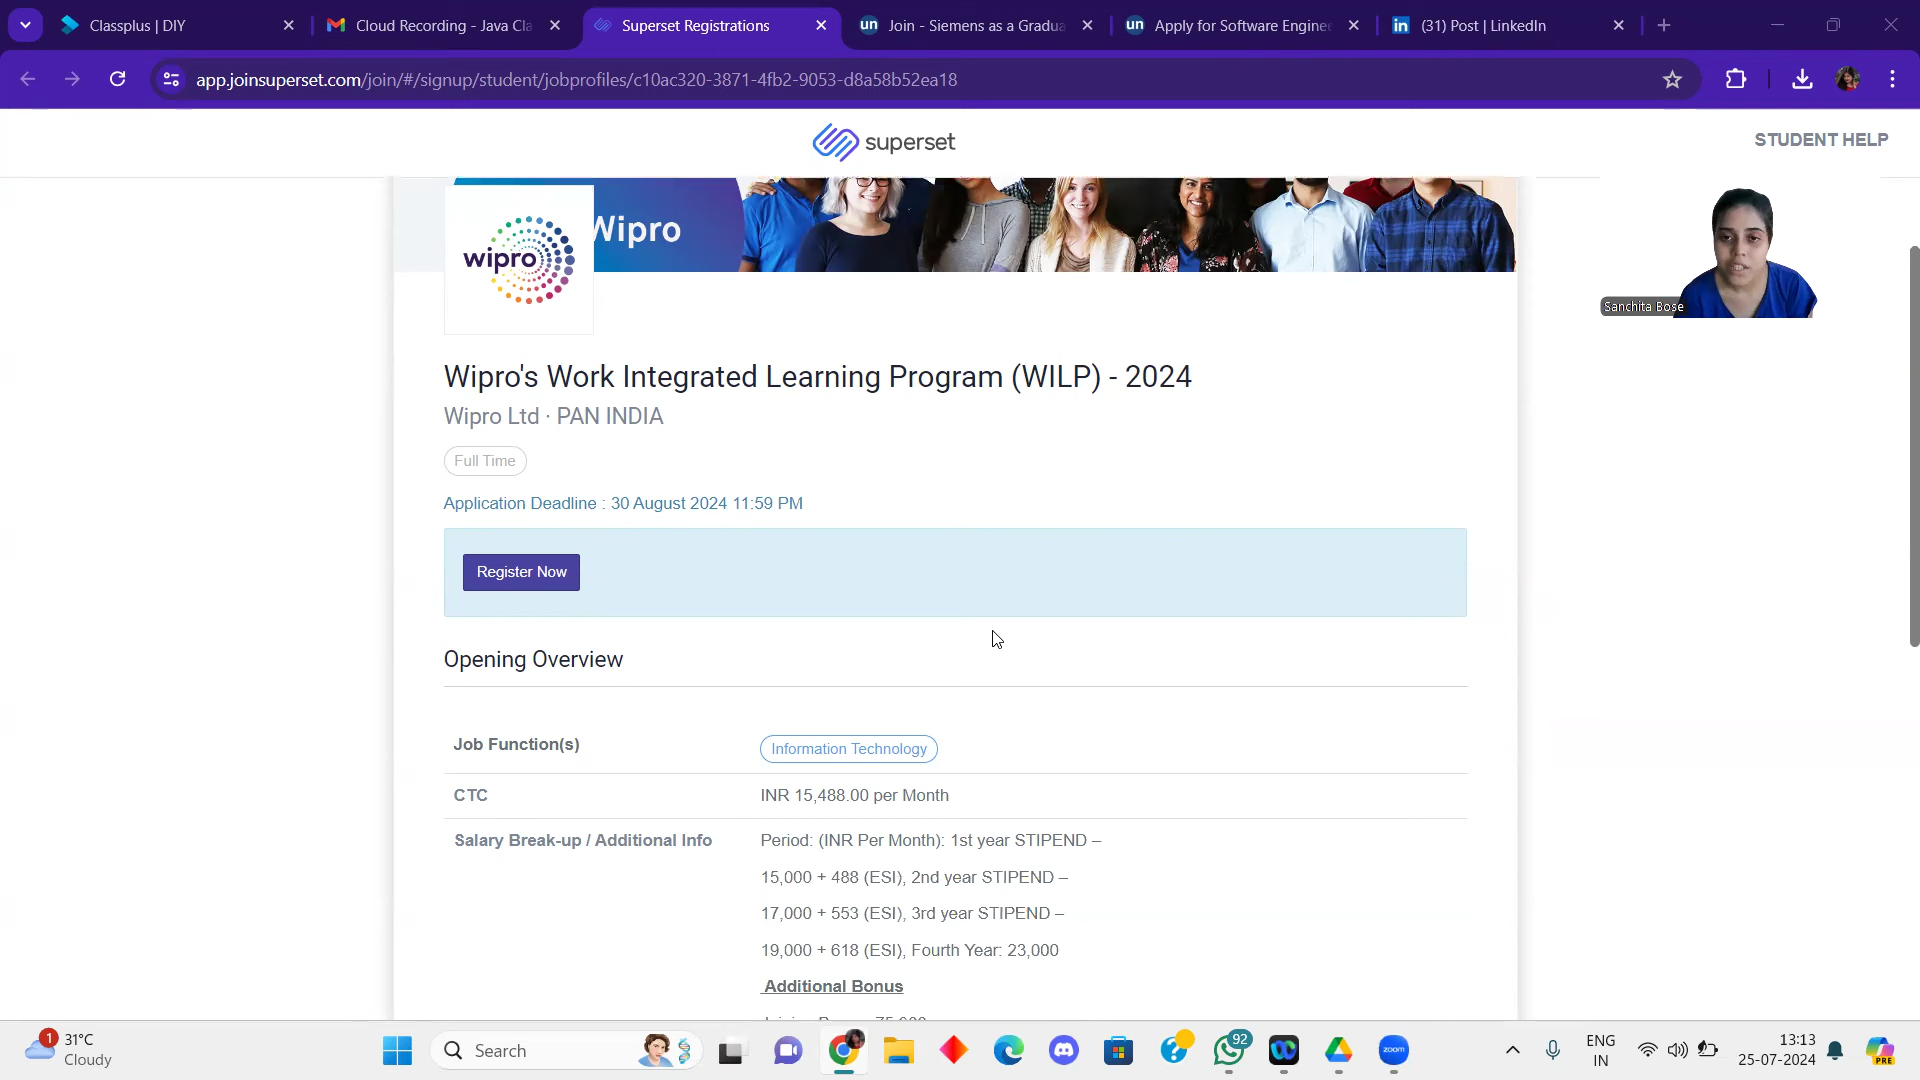 Classplus | DIY
Cloud Recording - Java Cla
Superset Registrations
un Join - Siemens as a Gradua
un Apply for Software Enginee
in (31) Post | LinkedIn
app.joinsuperset.com/join/#/signup/student/jobprofiles/c10ac320-3871-4fb2-9053-d8a58b52ea18
superset
STUDENT HELP
Wipro
wipro
Sanchita Bose
Wipro's Work Integrated Learning Program (WILP) - 2024
Wipro Ltd · PAN INDIA
Full Time
Application Deadline : 30 August 2024 11:59 PM
Register Now
Opening Overview
Job Function(s)
Information Technology
CTC
INR 15,488.00 per Month
Salary Break-up / Additional Info
Period: (INR Per Month): 1st year STIPEND –
15,000 + 488 (ESI), 2nd year STIPEND –
17,000 + 553 (ESI), 3rd year STIPEND –
19,000 + 618 (ESI), Fourth Year: 23,000
Additional Bonus
1
31°C
Cloudy
Search
92
zoom
ENG
IN
13:13
25-07-2024
PRE